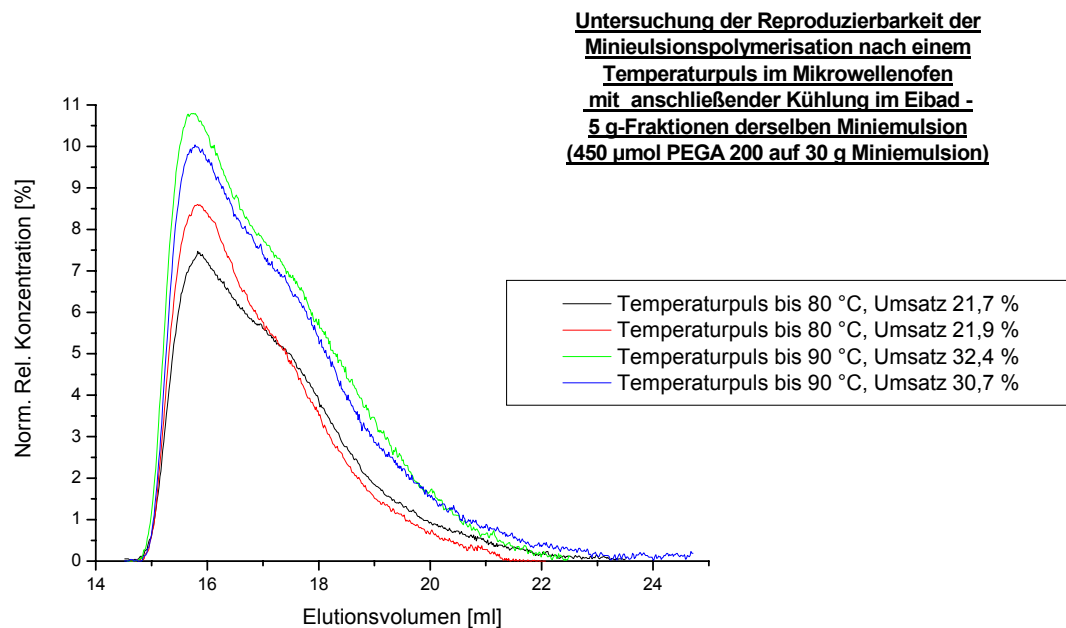 Untersuchung der Reproduzierbarkeit der
Minieulsionspolymerisation nach einem
Temperaturpuls im Mikrowellenofen
mit anschließender Kühlung im Eibad -
5 g-Fraktionen derselben Miniemulsion
(450 µmol PEGA 200 auf 30 g Miniemulsion)
11
10
9
8
7
6
5
4
3
2
1
0
Norm. Rel. Konzentration [%]
Temperaturpuls bis 80 °C, Umsatz 21,7 %
Temperaturpuls bis 80 °C, Umsatz 21,9 %
Temperaturpuls bis 90 °C, Umsatz 32,4 %
Temperaturpuls bis 90 °C, Umsatz 30,7 %
14 16 18 20 22 24
Elutionsvolumen [ml]